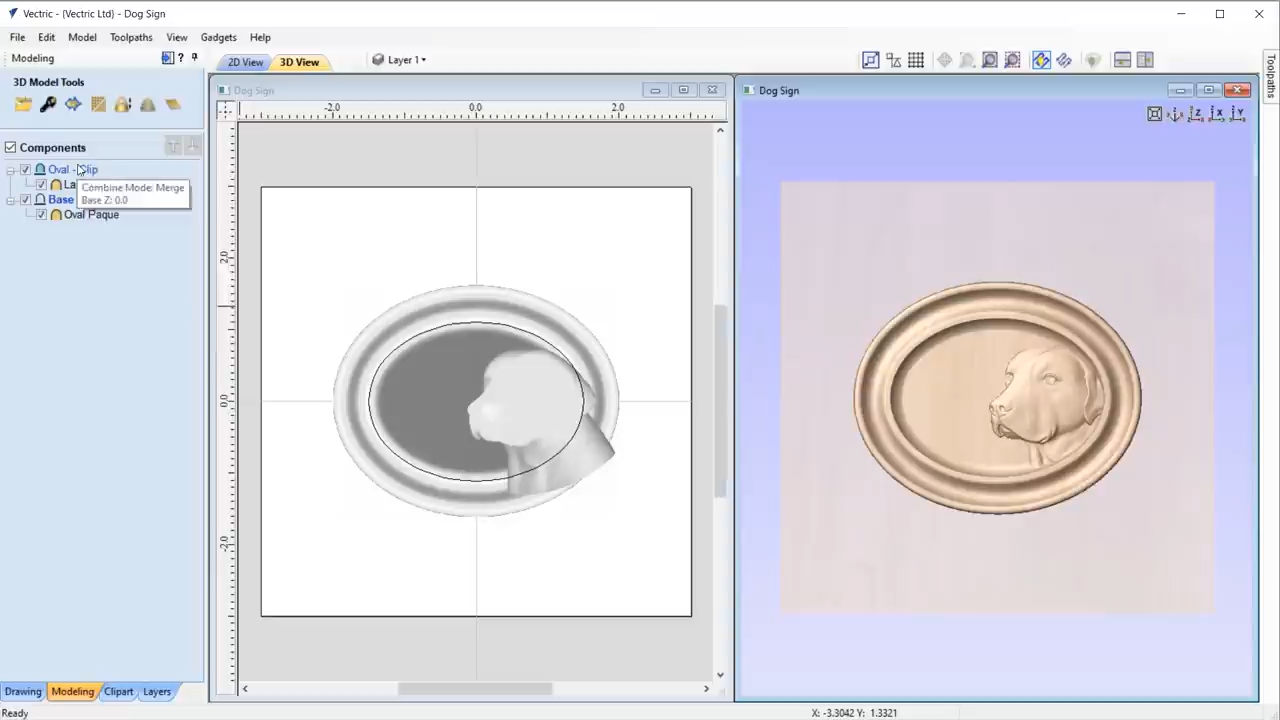 Vectric - {Vectric Ltd} - Dog Sign
File Edit Model Toolpaths View Gadgets Help
Modeling
2D View 3D View Layer 1
3D Model Tools
Components
Oval - Clip
La
Combine Mode: Merge
Base Z: 0.0
Base
Oval Paque
Dog Sign
-2.0 0.0 2.0
2.0
0.0
-2.0
Dog Sign
Z X Y
Toolpaths
Drawing Modeling Clipart Layers
Ready
X: -3.3042 Y: 1.3321